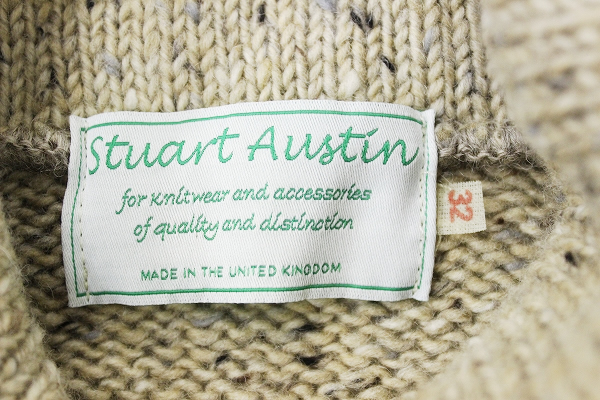 Stuart Austin
for knitwear and accessories
of quality and distinction
MADE IN THE UNITED KINGDOM
32